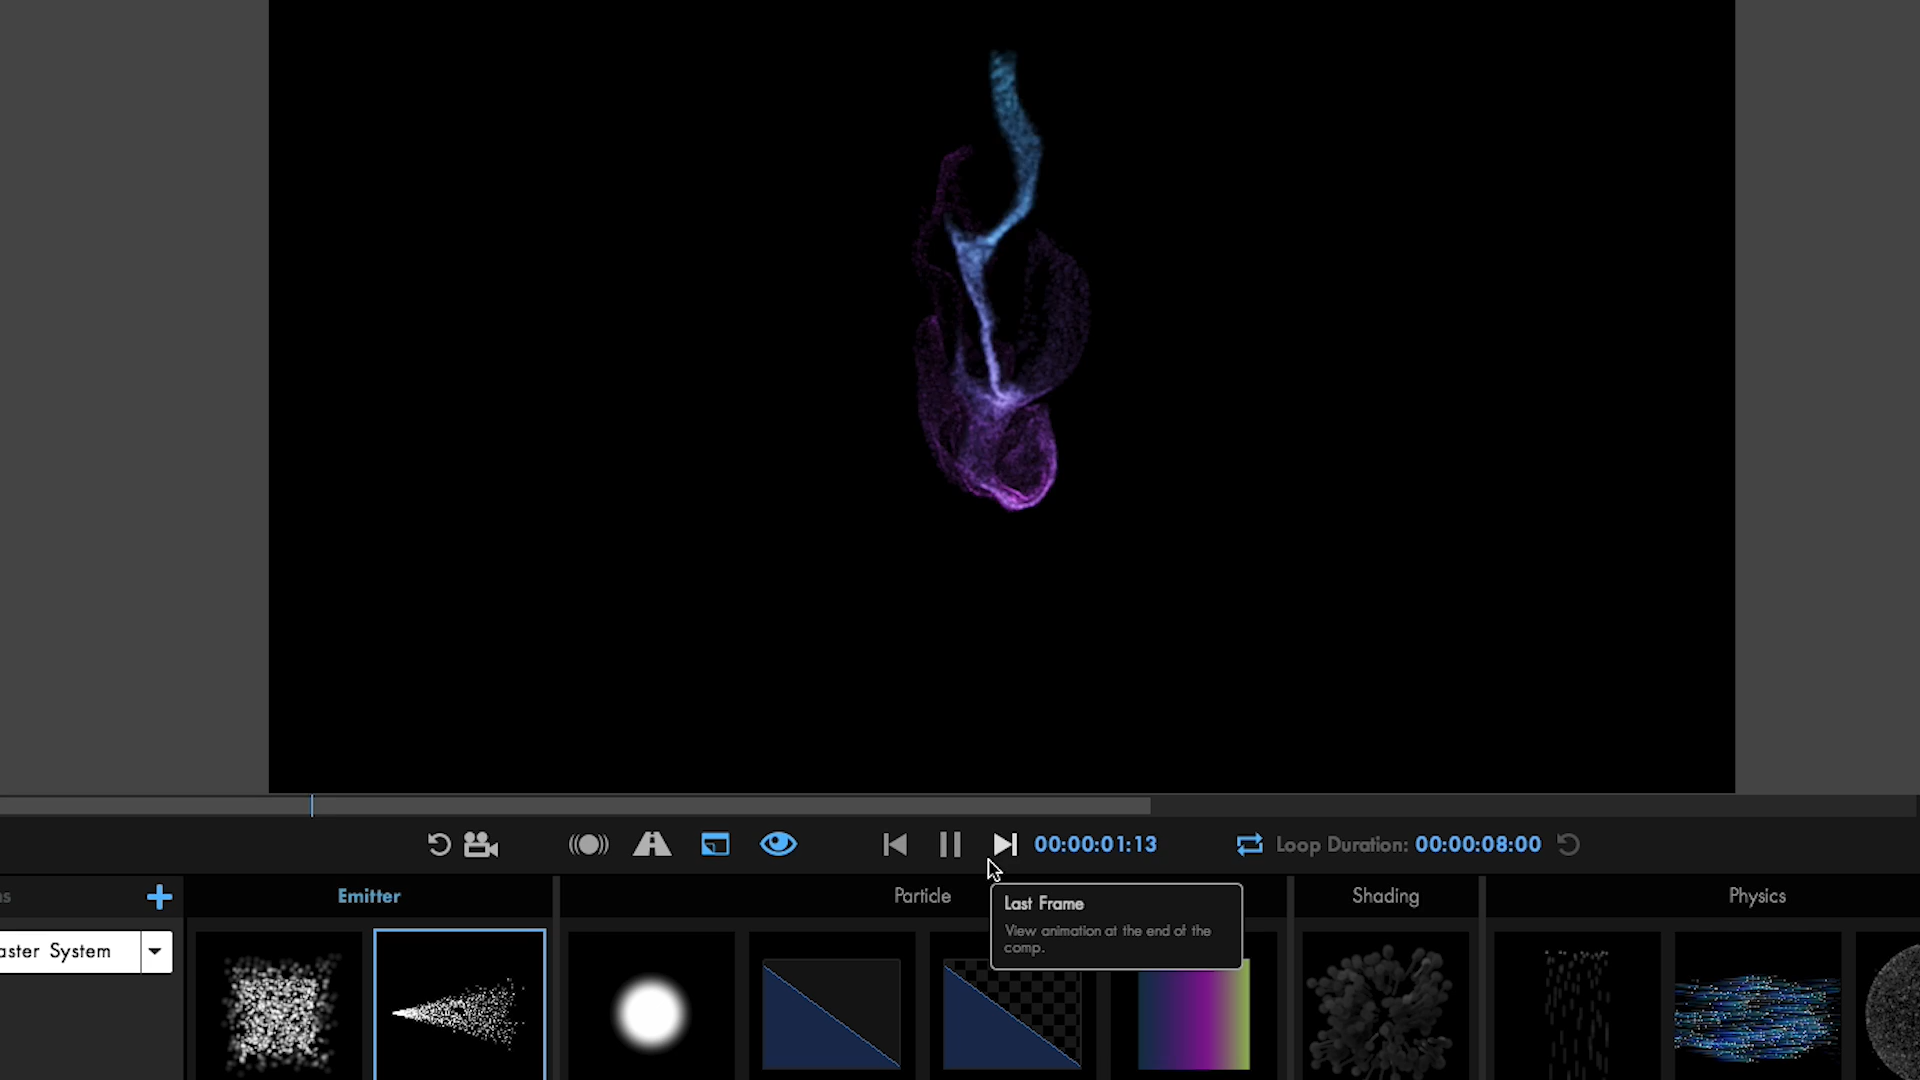 00:00:01:13
Loop Duration: 00:00:08:00
Emitter
Particle
Shading
Physics
Last Frame
View animation at the end of the
comp.
aster System